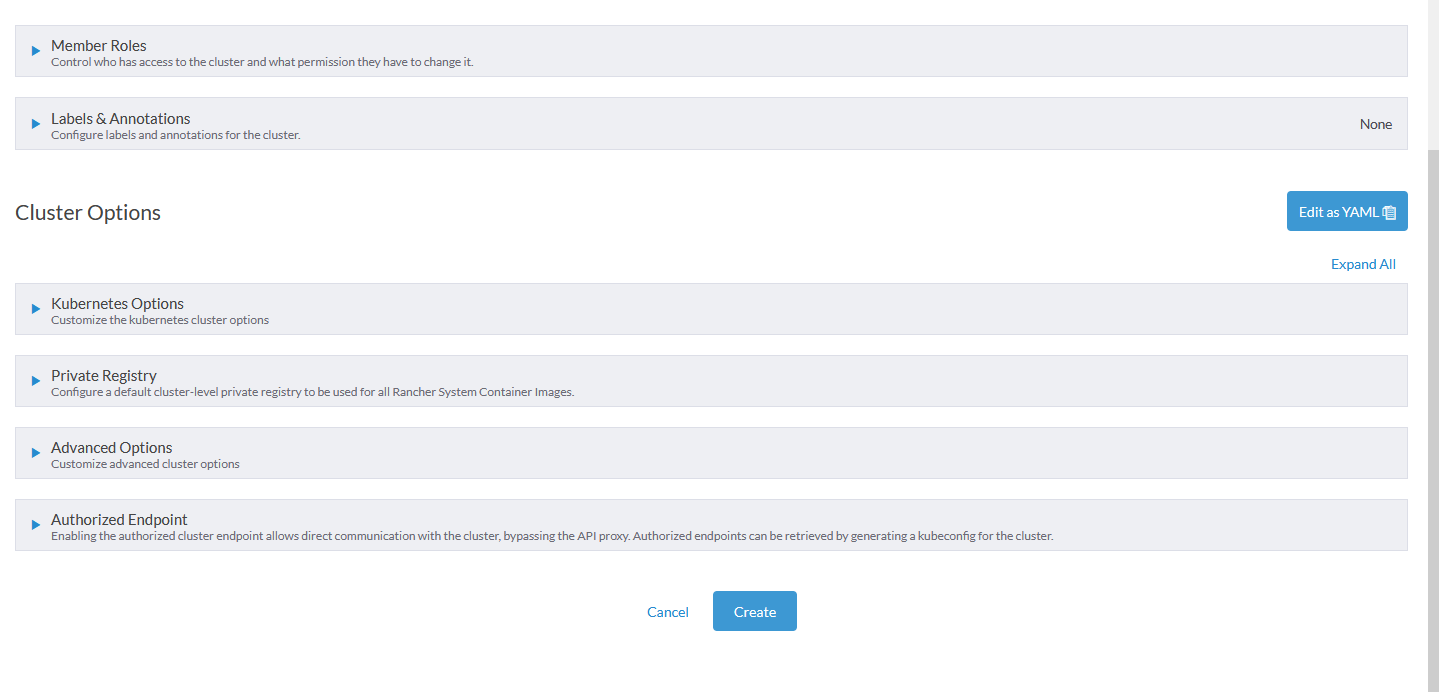 Member Roles
Control who has access to the cluster and what permission they have to change it.
Labels & Annotations
Configure labels and annotations for the cluster.
None
Cluster Options
Edit as YAML
Expand All
Kubernetes Options
Customize the kubernetes cluster options
Private Registry
Configure a default cluster-level private registry to be used for all Rancher System Container Images.
Advanced Options
Customize advanced cluster options
Authorized Endpoint
Enabling the authorized cluster endpoint allows direct communication with the cluster, bypassing the API proxy. Authorized endpoints can be retrieved by generating a kubeconfig for the cluster.
Cancel
Create